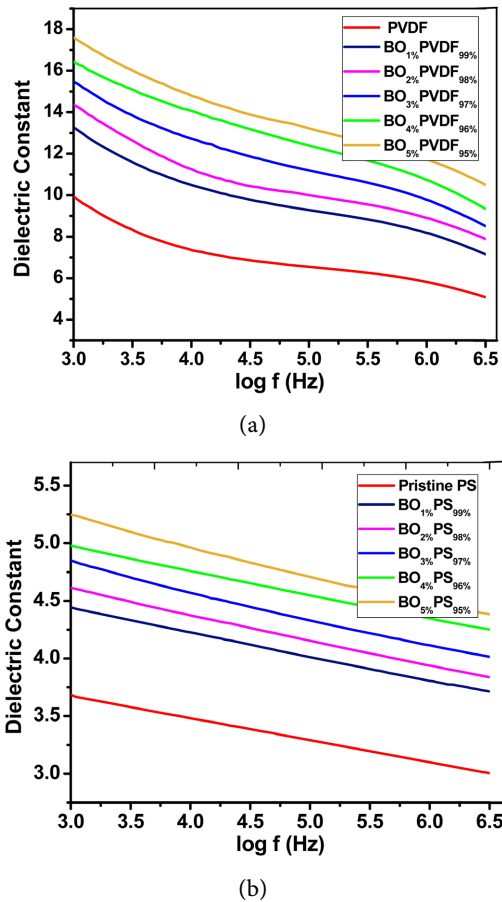 Dielectric Constant
18
16
14
12
10
8
6
4
PVDF
BO1%PVDF99%
BO2%PVDF98%
BO3%PVDF97%
BO4%PVDF96%
BO5%PVDF95%
3.0 3.5 4.0 4.5 5.0 5.5 6.0 6.5
log f (Hz)
(a)
Dielectric Constant
5.5
5.0
4.5
4.0
3.5
3.0
Pristine PS
BO1%PS99%
BO2%PS98%
BO3%PS97%
BO4%PS96%
BO5%PS95%
3.0 3.5 4.0 4.5 5.0 5.5 6.0 6.5
log f (Hz)
(b)